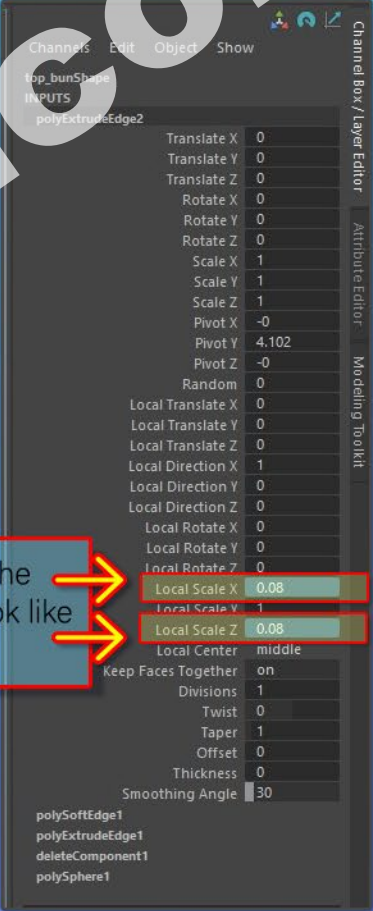 Channels Edit Object Show
top_bunShape
INPUTS
polyExtrudeEdge2
Translate X 0
Translate Y 0
Translate Z 0
Rotate X 0
Rotate Y 0
Rotate Z 0
Scale X 1
Scale Y 1
Scale Z 1
Pivot X -0
Pivot Y 4.102
Pivot Z -0
Random 0
Local Translate X 0
Local Translate Y 0
Local Translate Z 0
Local Direction X 1
Local Direction Y 0
Local Direction Z 0
Local Rotate X 0
Local Rotate Y 0
Local Rotate Z 0
Local Scale X 0.08
Local Scale Y 1
Local Scale Z 0.08
Local Center middle
Keep Faces Together on
Divisions 1
Twist 0
Taper 1
Offset 0
Thickness 0
Smoothing Angle 30
polySoftEdge1
polyExtrudeEdge1
deleteComponent1
polySphere1
Channel Box / Layer Editor
Attribute Editor
Modeling Toolkit
like